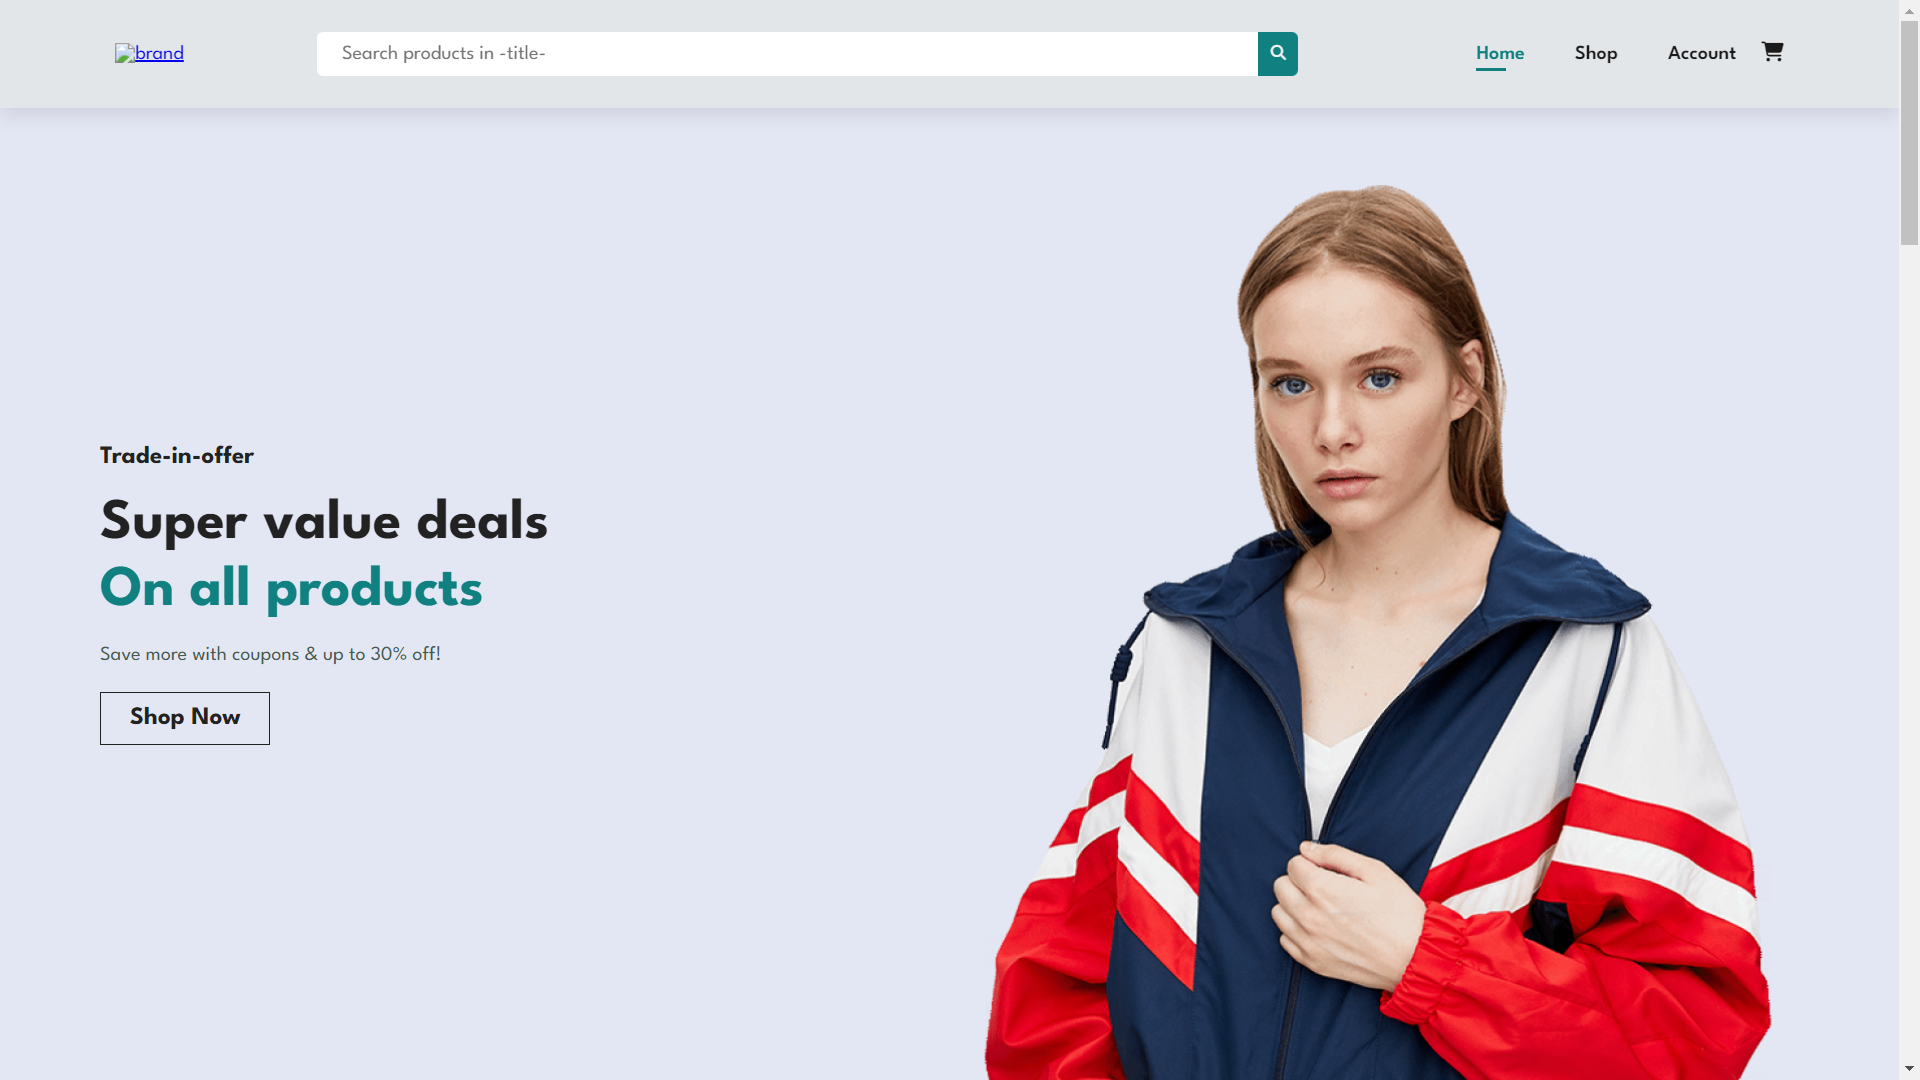 brand
Search products in -title-
Home
Shop
Account
Trade-in-offer
Super value deals
On all products
Save more with coupons & up to 30% off!
Shop Now